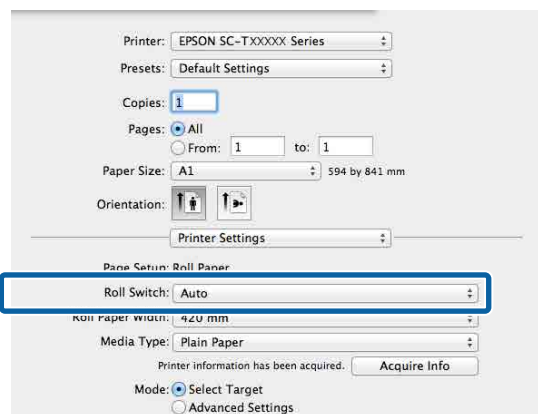 Printer: EPSON SC-TXXXXX Series
Presets: Default Settings
Copies: 1
Pages: All
From: 1 to: 1
Paper Size: A1 594 by 841 mm
Orientation:
Printer Settings
Page Setup: Roll Paper
Roll Switch: Auto
Roll Paper Width: 420 mm
Media Type: Plain Paper
Printer information has been acquired. Acquire Info
Mode: Select Target
Advanced Settings